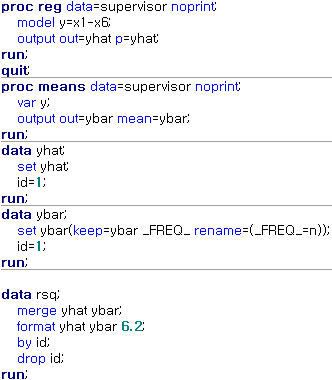 proc reg data=supervisor noprint;
model y=x1-x6;
output out=yhat p=yhat;
run;
quit;
proc means data=supervisor noprint;
var y;
output out=ybar mean=ybar;
run;
data yhat;
set yhat;
id=1;
run;
data ybar;
set ybar(keep=ybar _FREQ_ rename=(_FREQ_=n));
id=1;
run;
data rsq;
merge yhat ybar;
format yhat ybar 6.2;
by id;
drop id;
run;